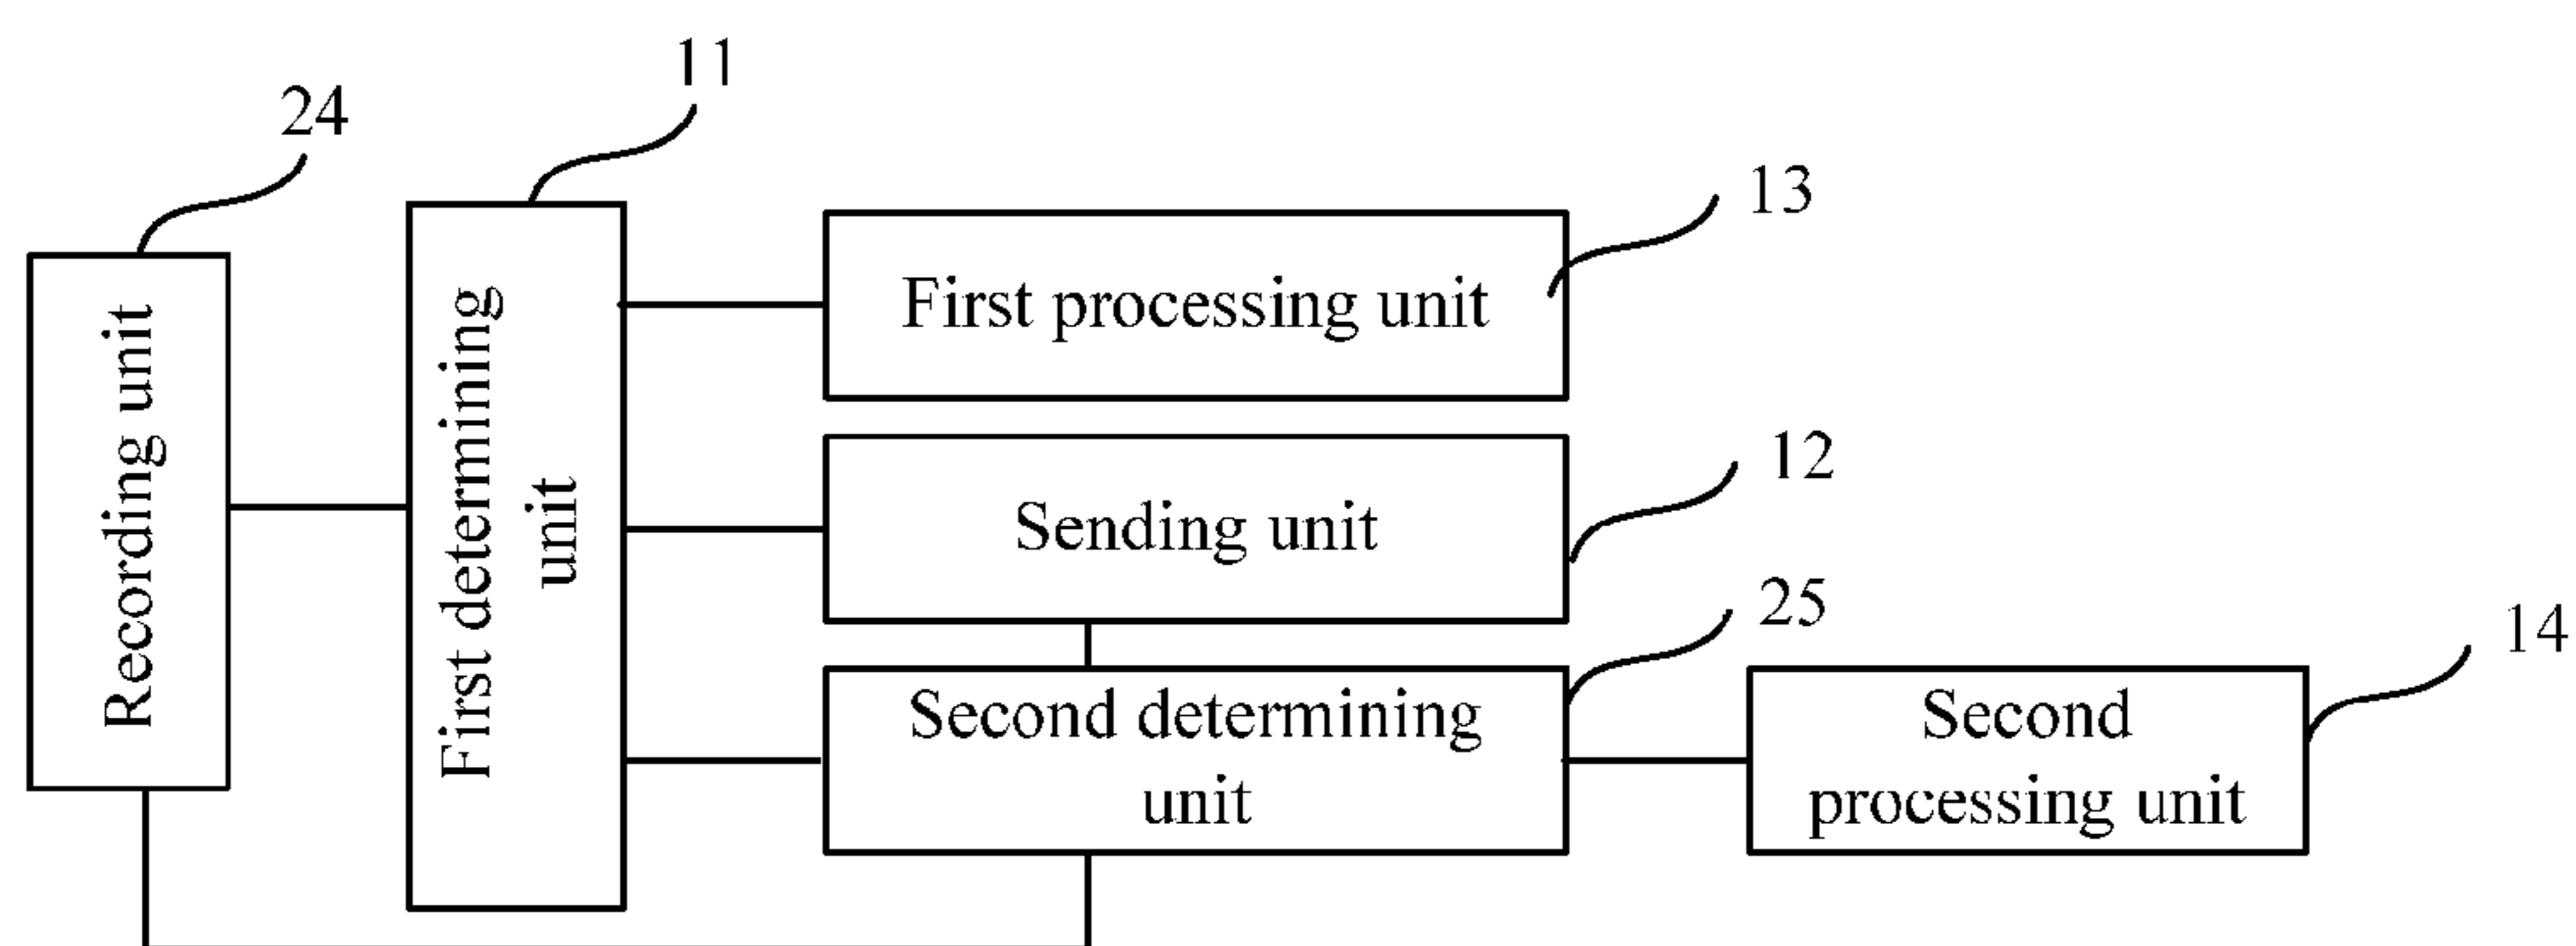 24
11
13
12
25
14
Recording unit
First determining
unit
First processing unit
Sending unit
Second determining
unit
Second
processing unit